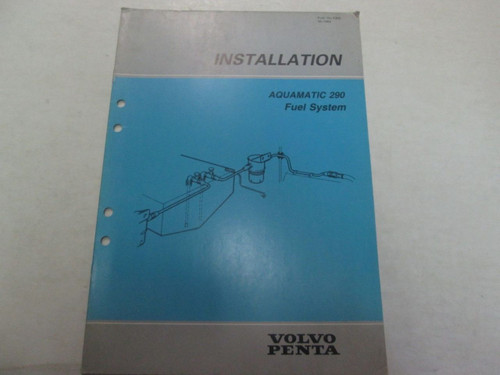 INSTALLATION
AQUAMATIC 290
Fuel System
VOLVO
PENTA